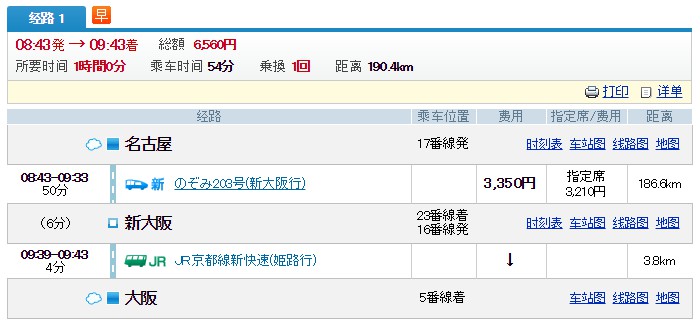 経路 1 早
08:43発 → 09:43着 総額 6,560円
所要时间 1時間0分 乗车时间 54分 乗換 1回 距离 190.4km
打印 详单
経路 乗车位置 費用 指定席/費用 距离
名古屋 17番線発 时刻表 车站图 线路图 地图
08:43-09:33 新 のぞみ203号(新大阪行) 3,350円 指定席 186.6km
50分 3,210円
(6分) 新大阪 23番線着 时刻表 车站图 线路图 地图
16番線発
09:39-09:43 JR JR京都線新快速(姫路行) ↓ 3.8km
4分
大阪 5番線着 车站图 线路图 地图